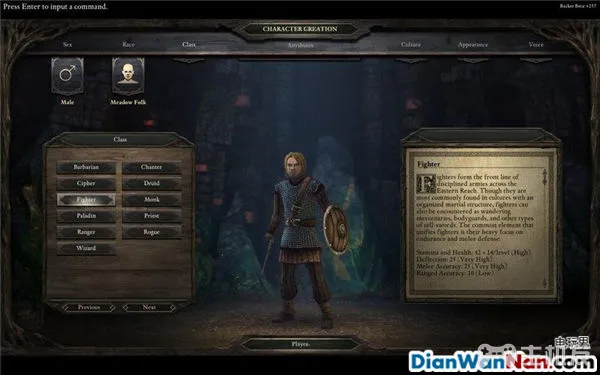 Press Enter to input a command.
Backer Beta v257
CHARACTER CREATION
Sex
Race
Class
Attributes
Culture
Appearance
Voice
Male
Meadow Folk
Class
Barbarian
Chanter
Cipher
Druid
Fighter
Monk
Paladin
Priest
Ranger
Rogue
Wizard
Previous
Next
Fighter
Fighters form the front line of
disciplined armies across the
Eastern Reach. Though they are
most commonly found in cultures with
an organized martial structure, fighters can
also be encountered as wandering
mercenaries, bodyguards, and other types
of sell-swords. The common element that
unifies fighters is their heavy focus on
endurance and melee defense.
Stamina and Health: 42 + 14/level (High)
Deflection: 25 (Very High)
Melee Accuracy: 25 (Very High)
Ranged Accuracy: 10 (Low)
Player.
DianWanNan.com